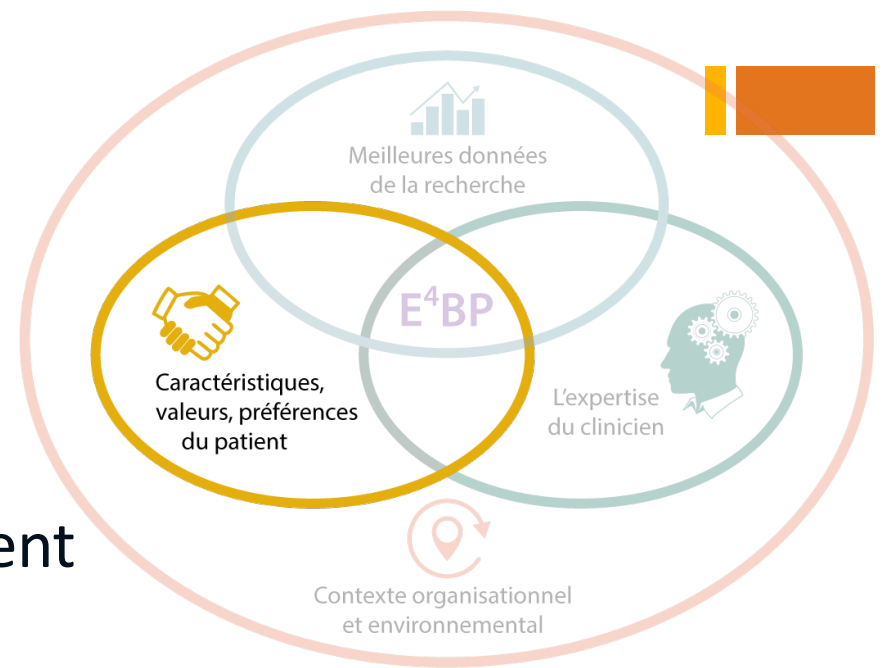 Meilleures données
de la recherche
E⁴BP
Caractéristiques,
valeurs, préférences
du patient
L'expertise
du clinicien
ent
Contexte organisationnel
et environnemental